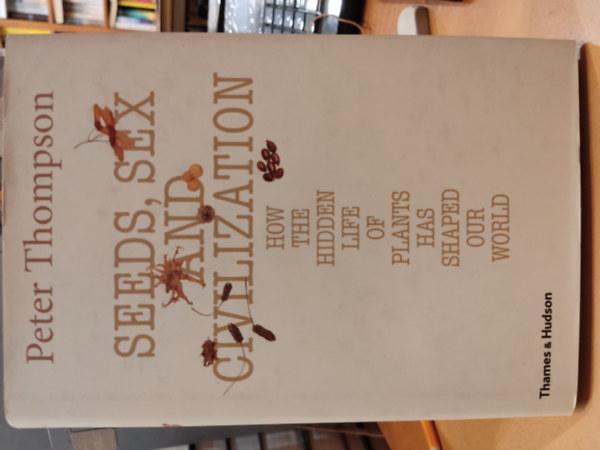 Peter Thompson
SEEDS, SEX
AND
CIVILIZATION
HOW
THE
HIDDEN
LIFE
OF
PLANTS
HAS
SHAPED
OUR
WORLD
Thames & Hudson